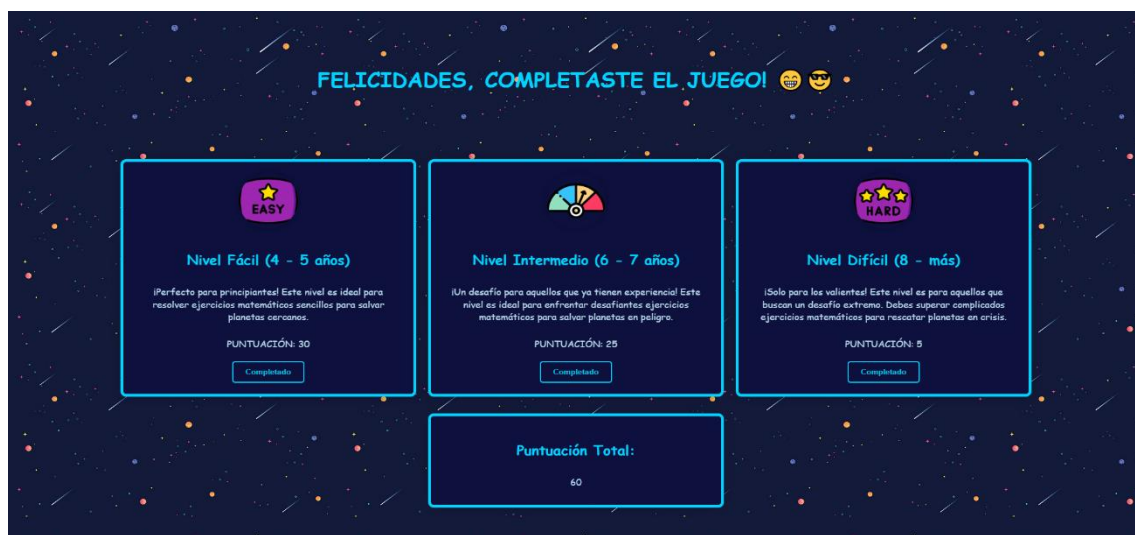 FELICIDADES, COMPLETASTE EL JUEGO! 😁 😎
EASY
Nivel Fácil (4 - 5 años)
¡Perfecto para principiantes! Este nivel es ideal para
resolver ejercicios matemáticos sencillos para salvar
planetas cercanos.
PUNTUACIÓN: 30
Completado
Nivel Intermedio (6 - 7 años)
¡Un desafío para aquellos que ya tienen experiencia! Este
nivel es ideal para enfrentar desafiantes ejercicios
matemáticos para salvar planetas en peligro.
PUNTUACIÓN: 25
Completado
HARD
Nivel Difícil (8 - más)
¡Solo para los valientes! Este nivel es para aquellos que
buscan un desafío extremo. Debes superar complicados
ejercicios matemáticos para rescatar planetas en crisis.
PUNTUACIÓN: 5
Completado
Puntuación Total:
60